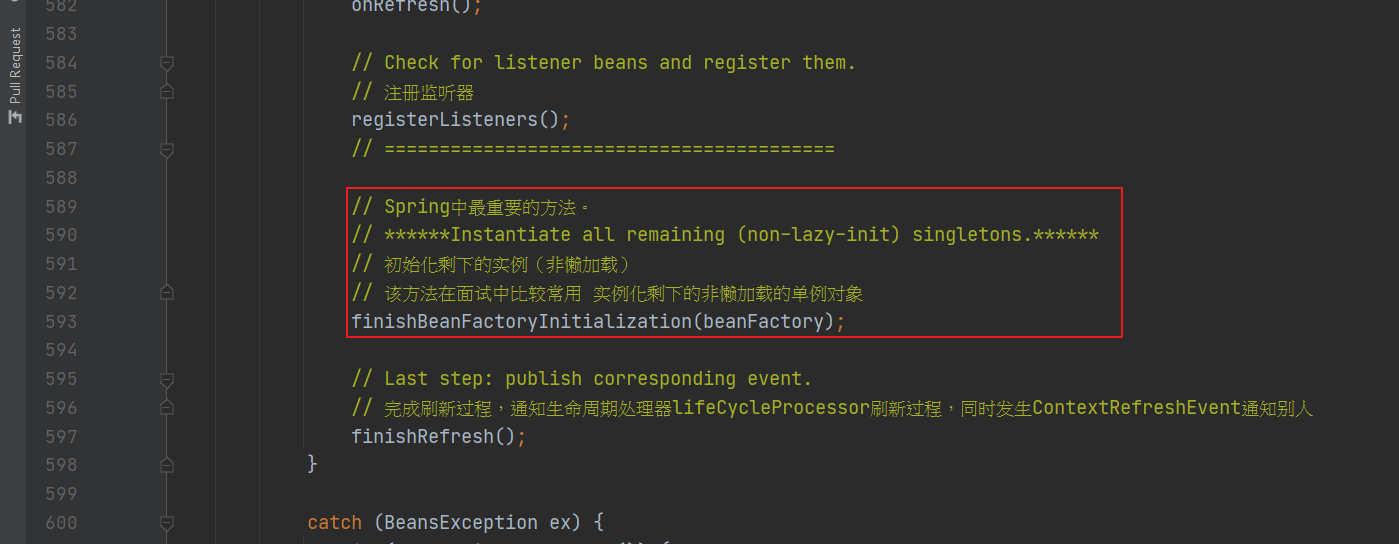 Pull Request
582 onRefresh();
583
584 // Check for listener beans and register them.
585 // 注册监听器
586 registerListeners();
587 // =========================================
588
589 // Spring中最重要的方法。
590 // ******Instantiate all remaining (non-lazy-init) singletons.******
591 // 初始化剩下的实例（非懒加载）
592 // 该方法在面试中比较常用 实例化剩下的非懒加载的单例对象
593 finishBeanFactoryInitialization(beanFactory);
594
595 // Last step: publish corresponding event.
596 // 完成刷新过程，通知生命周期处理器lifeCycleProcessor刷新过程，同时发生ContextRefreshEvent通知别人
597 finishRefresh();
598 }
599
600 catch (BeansException ex) {